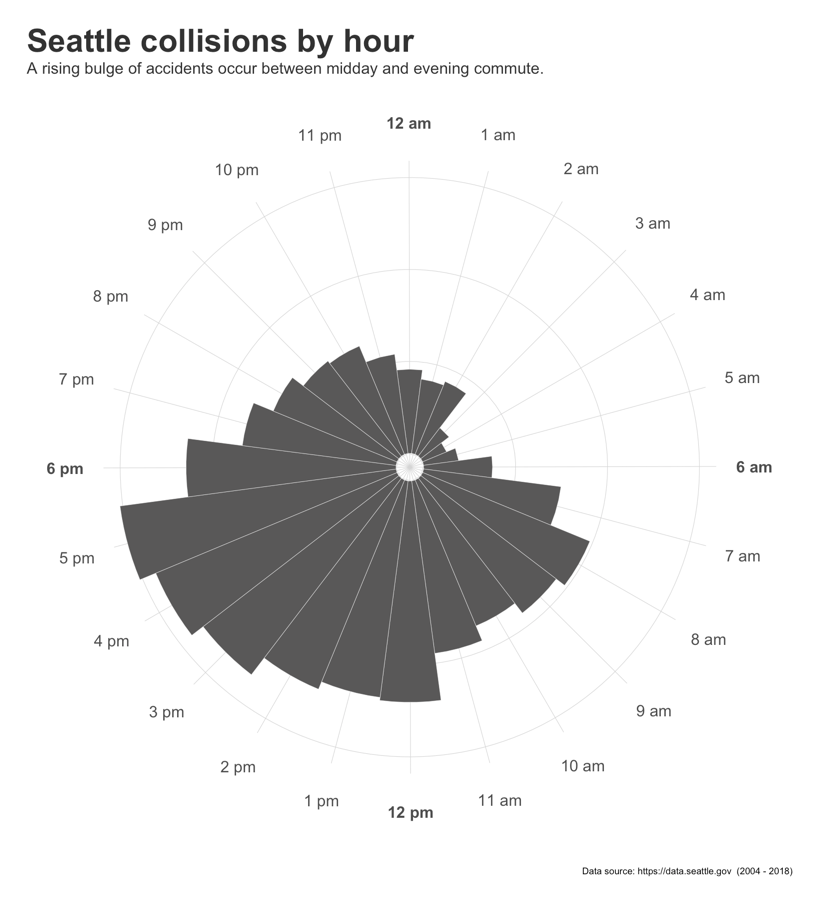 Seattle collisions by hour
A rising bulge of accidents occur between midday and evening commute.
12 am
1 am
2 am
3 am
4 am
5 am
6 am
7 am
8 am
9 am
10 am
11 am
12 pm
1 pm
2 pm
3 pm
4 pm
5 pm
6 pm
7 pm
8 pm
9 pm
10 pm
11 pm
Data source: https://data.seattle.gov (2004 - 2018)